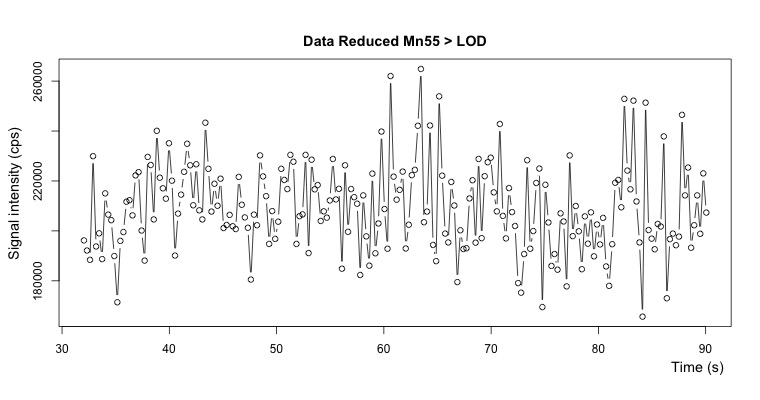 Data Reduced Mn55 > LOD
Signal intensity (cps)
260000
220000
180000
30 40 50 60 70 80 90
Time (s)